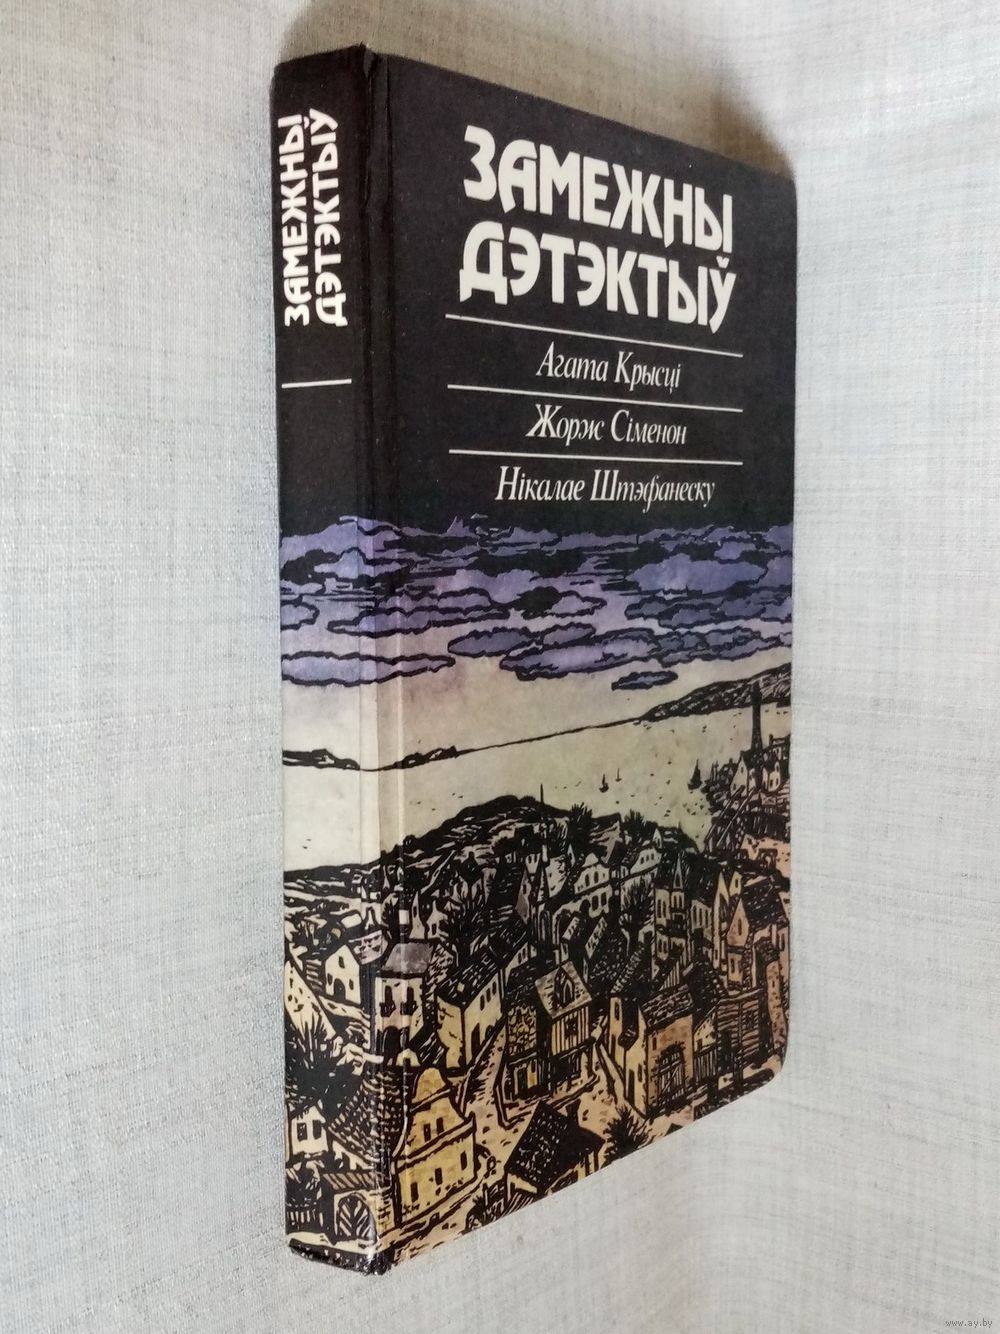 ЗАМЕЖНЫ
ДЭТЭКТЫЎ
ЗАМЕЖНЫ
ДЭТЭКТЫЎ
Агата Крысці
Жорж Сіменон
Нікалае Штэфанеску
www.ay.by